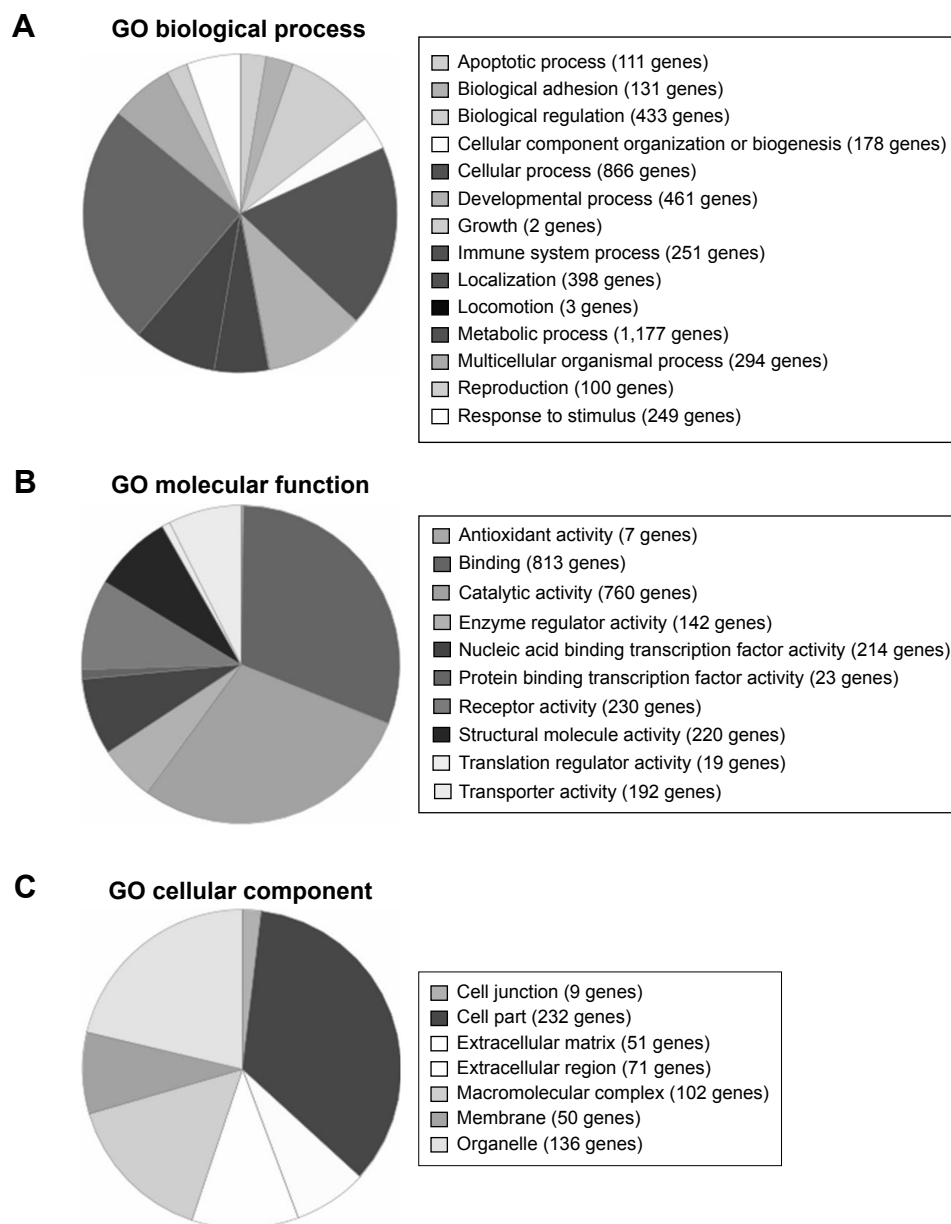 A
GO biological process
Apoptotic process (111 genes)
Biological adhesion (131 genes)
Biological regulation (433 genes)
Cellular component organization or biogenesis (178 genes)
Cellular process (866 genes)
Developmental process (461 genes)
Growth (2 genes)
Immune system process (251 genes)
Localization (398 genes)
Locomotion (3 genes)
Metabolic process (1,177 genes)
Multicellular organismal process (294 genes)
Reproduction (100 genes)
Response to stimulus (249 genes)
B
GO molecular function
Antioxidant activity (7 genes)
Binding (813 genes)
Catalytic activity (760 genes)
Enzyme regulator activity (142 genes)
Nucleic acid binding transcription factor activity (214 genes)
Protein binding transcription factor activity (23 genes)
Receptor activity (230 genes)
Structural molecule activity (220 genes)
Translation regulator activity (19 genes)
Transporter activity (192 genes)
C
GO cellular component
Cell junction (9 genes)
Cell part (232 genes)
Extracellular matrix (51 genes)
Extracellular region (71 genes)
Macromolecular complex (102 genes)
Membrane (50 genes)
Organelle (136 genes)